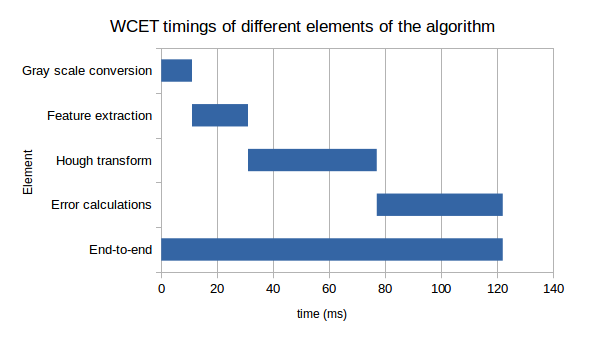 WCET timings of different elements of the algorithm
Gray scale conversion
Feature extraction
Hough transform
Error calculations
End-to-end
Element
0 20 40 60 80 100 120 140
time (ms)